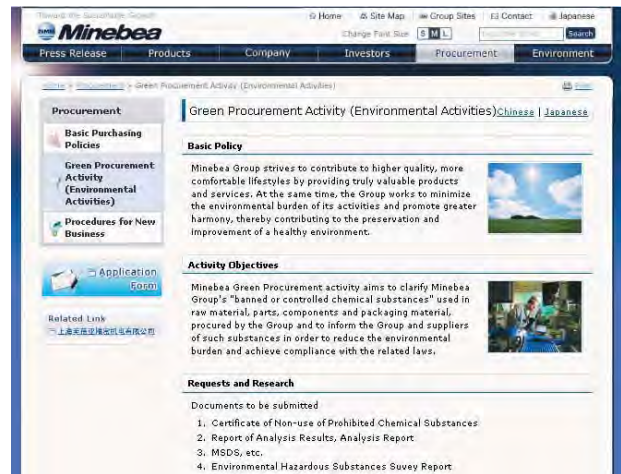 Toward the Sustainable Growth
Home Site Map Group Sites Contact Japanese
Minebea
Change Font Size S M L Search
Press Release Products Company Investors Procurement Environment
Home > Procurement > Green Procurement Activity (Environmental Activities) Print
Procurement
Basic Purchasing
Policies
Green Procurement
Activity
(Environmental
Activities)
Procedures for New
Business
Application
Form
Related Link
Green Procurement Activity (Environmental Activities) Chinese | Japanese
Basic Policy
Minebea Group strives to contribute to higher quality, more
comfortable lifestyles by providing truly valuable products
and services. At the same time, the Group works to minimize
the environmental burden of its activities and promote greater
harmony, thereby contributing to the preservation and
improvement of a healthy environment.
Activity Objectives
Minebea Green Procurement activity aims to clarify Minebea
Group's "banned or controlled chemical substances" used in
raw material, parts, components and packaging material,
procured by the Group and to inform the Group and suppliers
of such substances in order to reduce the environmental
burden and achieve compliance with the related laws.
Requests and Research
Documents to be submitted
1. Certificate of Non-use of Prohibited Chemical Substances
2. Report of Analysis Results, Analysis Report
3. MSDS, etc.
4. Environmental Hazardous Substances Suvey Report